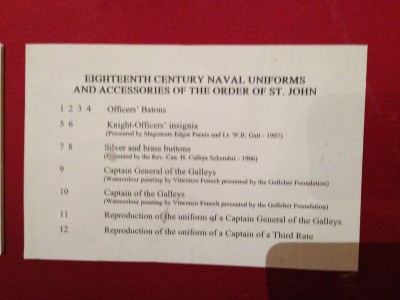 EIGHTEENTH CENTURY NAVAL UNIFORMS
AND ACCESSORIES OF THE ORDER OF ST. JOHN
1 2 3 4 Officers' Batons
5 6 Knight-Officers' insignia
(Presented by Magistrate Edgar Parnis and Lt. W.R. Gatt - 1907)
7 8 Silver and brass buttons
(Presented by the Rev. Can. H. Calleja Schembri - 1906)
9 Captain General of the Galleys
(Watercolour painting by Vincenzo Fenech presented by the Gollcher Foundation)
10 Captain of the Galleys
(Watercolour painting by Vincenzo Fenech presented by the Gollcher Foundation)
11 Reproduction of the uniform of a Captain General of the Galleys
12 Reproduction of the uniform of a Captain of a Third Rate